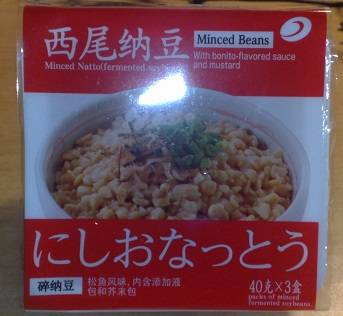 西尾纳豆
Minced Beans
Minced Natto(fermented soybeans
With bonito-flavored sauce
and mustard
にしおなっとう
碎纳豆
松鱼风味,内含添加液
包和芥末包
40克×3盒
packs of minced
fermented soybeans